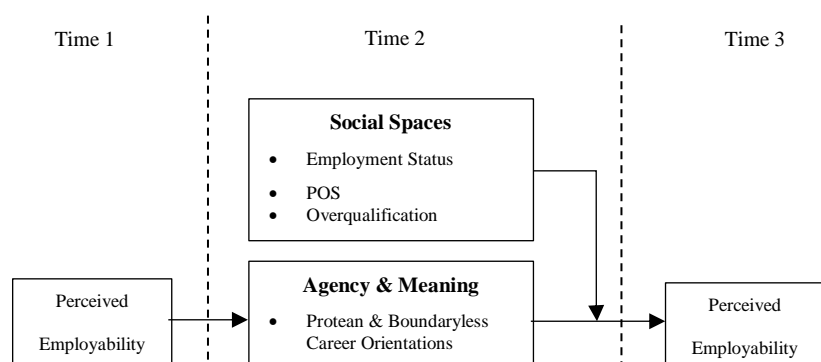 Time 1
Time 2
Time 3
Social Spaces
• Employment Status
• POS
• Overqualification
Perceived
Employability
Agency & Meaning
• Protean & Boundaryless
Career Orientations
Perceived
Employability